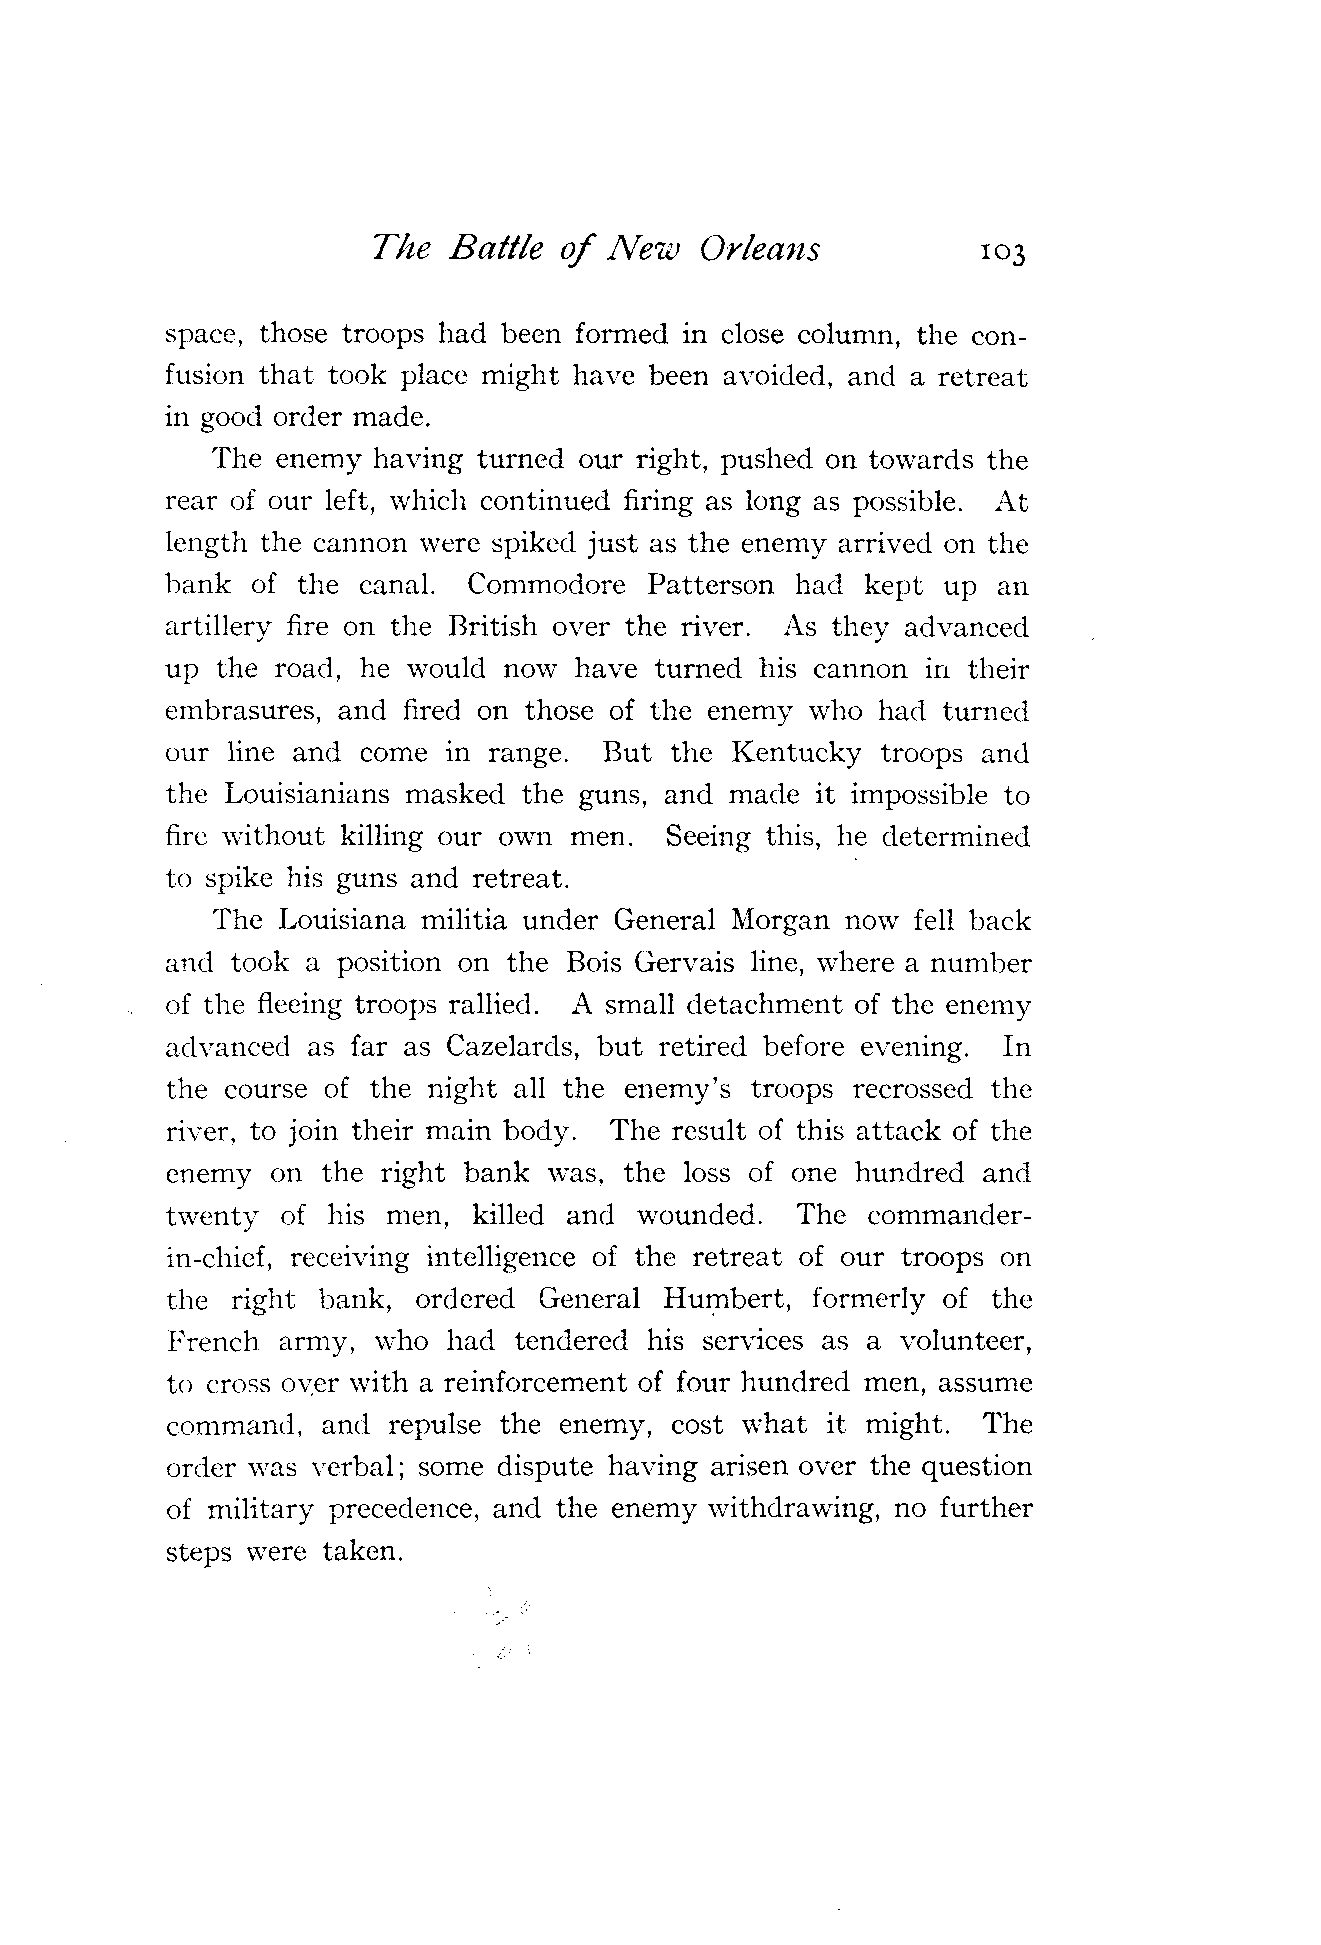 The Battle of New Orleans 103
space, those troops had been formed in close column, the con-
fusion that took place might have been avoided, and a retreat
in good order made.
The enemy having turned our right, pushed on towards the
rear of our left, which continued firing as long as possible. At
length the cannon were spiked just as the enemy arrived on the
bank of the canal. Commodore Patterson had kept up an
artillery fire on the British over the river. As they advanced
up the road, he would now have turned his cannon in their
embrasures, and fired on those of the enemy who had turned
our line and come in range. But the Kentucky troops and
the Louisianians masked the guns, and made it impossible to
fire without killing our own men. Seeing this, he determined
to spike his guns and retreat.
The Louisiana militia under General Morgan now fell back
and took a position on the Bois Gervais line, where a number
of the fleeing troops rallied. A small detachment of the enemy
advanced as far as Cazelards, but retired before evening. In
the course of the night all the enemy's troops recrossed the
river, to join their main body. The result of this attack of the
enemy on the right bank was, the loss of one hundred and
twenty of his men, killed and wounded. The commander-
in-chief, receiving intelligence of the retreat of our troops on
the right bank, ordered General Humbert, formerly of the
French army, who had tendered his services as a volunteer,
to cross over with a reinforcement of four hundred men, assume
command, and repulse the enemy, cost what it might. The
order was verbal; some dispute having arisen over the question
of military precedence, and the enemy withdrawing, no further
steps were taken.